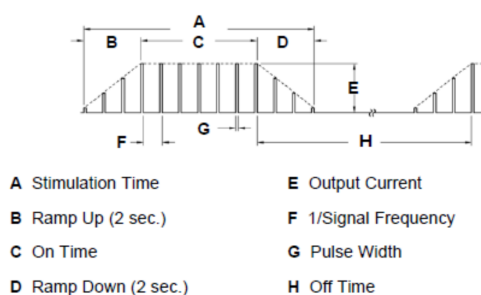 A
B
C
D
E
F
G
H
A Stimulation Time
B Ramp Up (2 sec.)
C On Time
D Ramp Down (2 sec.)
E Output Current
F 1/Signal Frequency
G Pulse Width
H Off Time